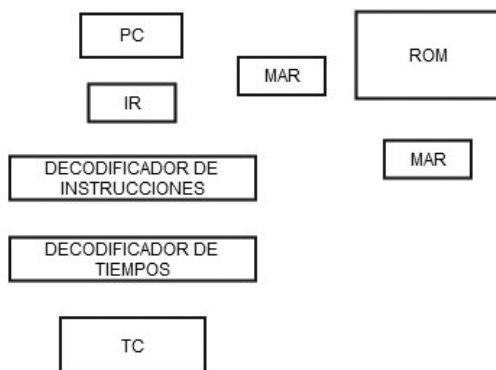 PC
IR
MAR
ROM
MAR
DECODIFICADOR DE
INSTRUCCIONES
DECODIFICADOR DE
TIEMPOS
TC